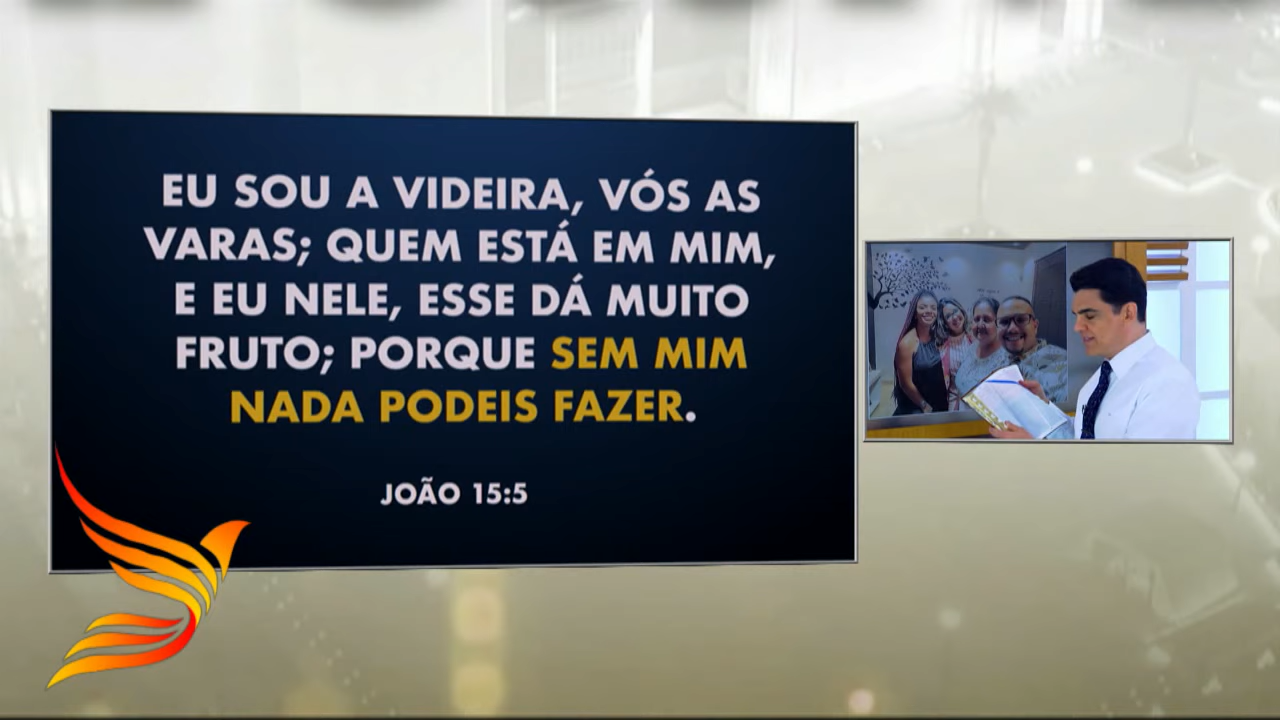 EU SOU A VIDEIRA, VÓS AS
VARAS; QUEM ESTÁ EM MIM,
E EU NELE, ESSE DÁ MUITO
FRUTO; PORQUE SEM MIM
NADA PODEIS FAZER.
JOÃO 15:5